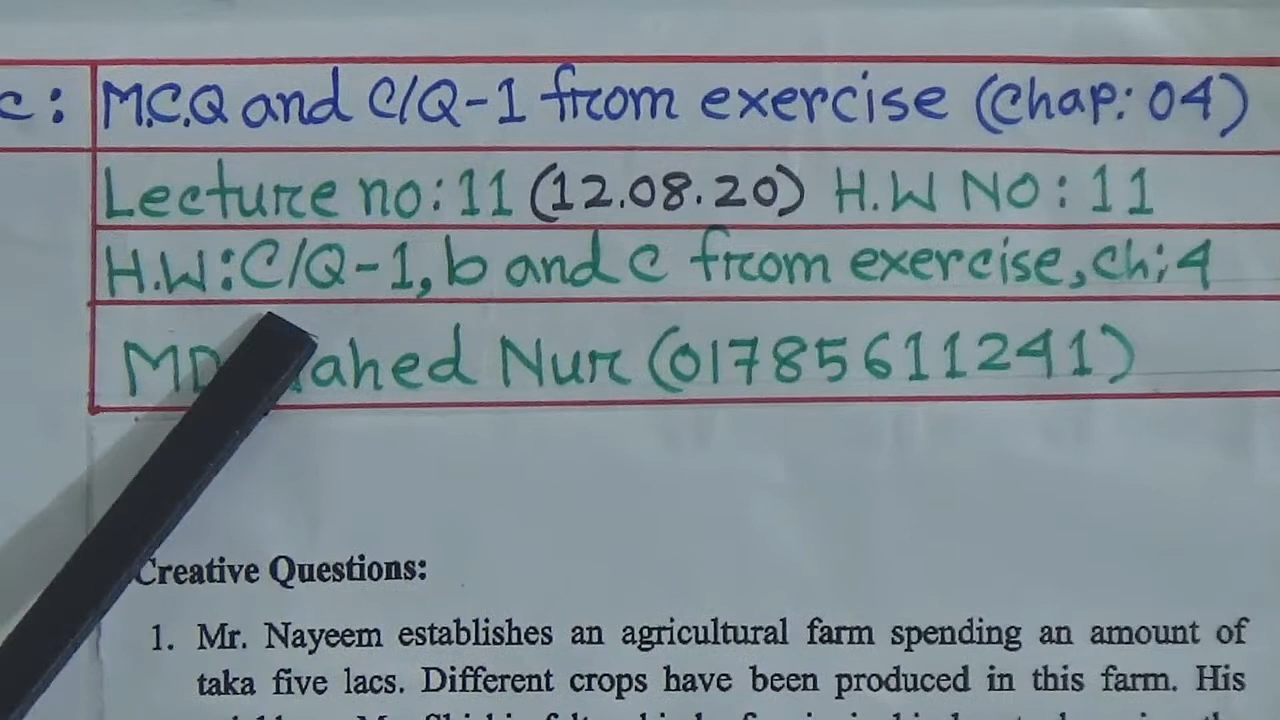 c: M.C.Q and C/Q-1 from exercise (Chap: 04)
Lecture no: 11 (12.08.20) H.W NO: 11
H.W: C/Q-1, b and c from exercise, ch: 4
Nur (01785611241)
Creative Questions:
1. Mr. Nayeem establishes an agricultural farm spending an amount of
taka five lacs. Different crops have been produced in this farm. His